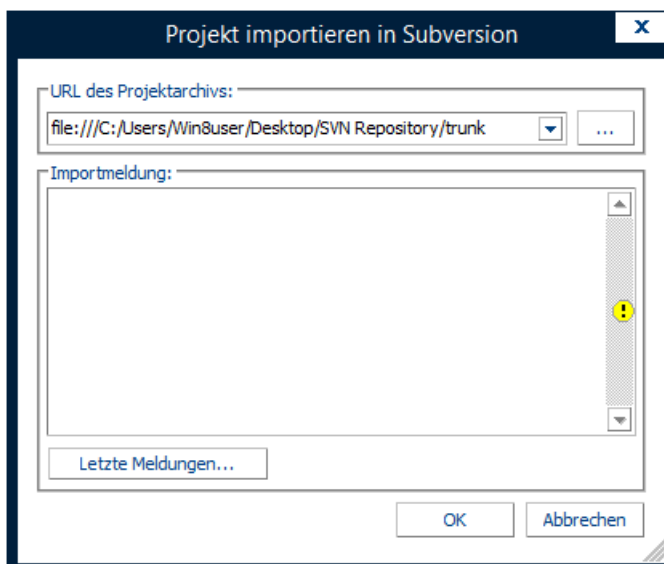 Projekt importieren in Subversion
x
URL des Projektarchivs:
file:///C:/Users/Win8user/Desktop/SVN Repository/trunk
...
Importmeldung:
!
Letzte Meldungen...
OK
Abbrechen